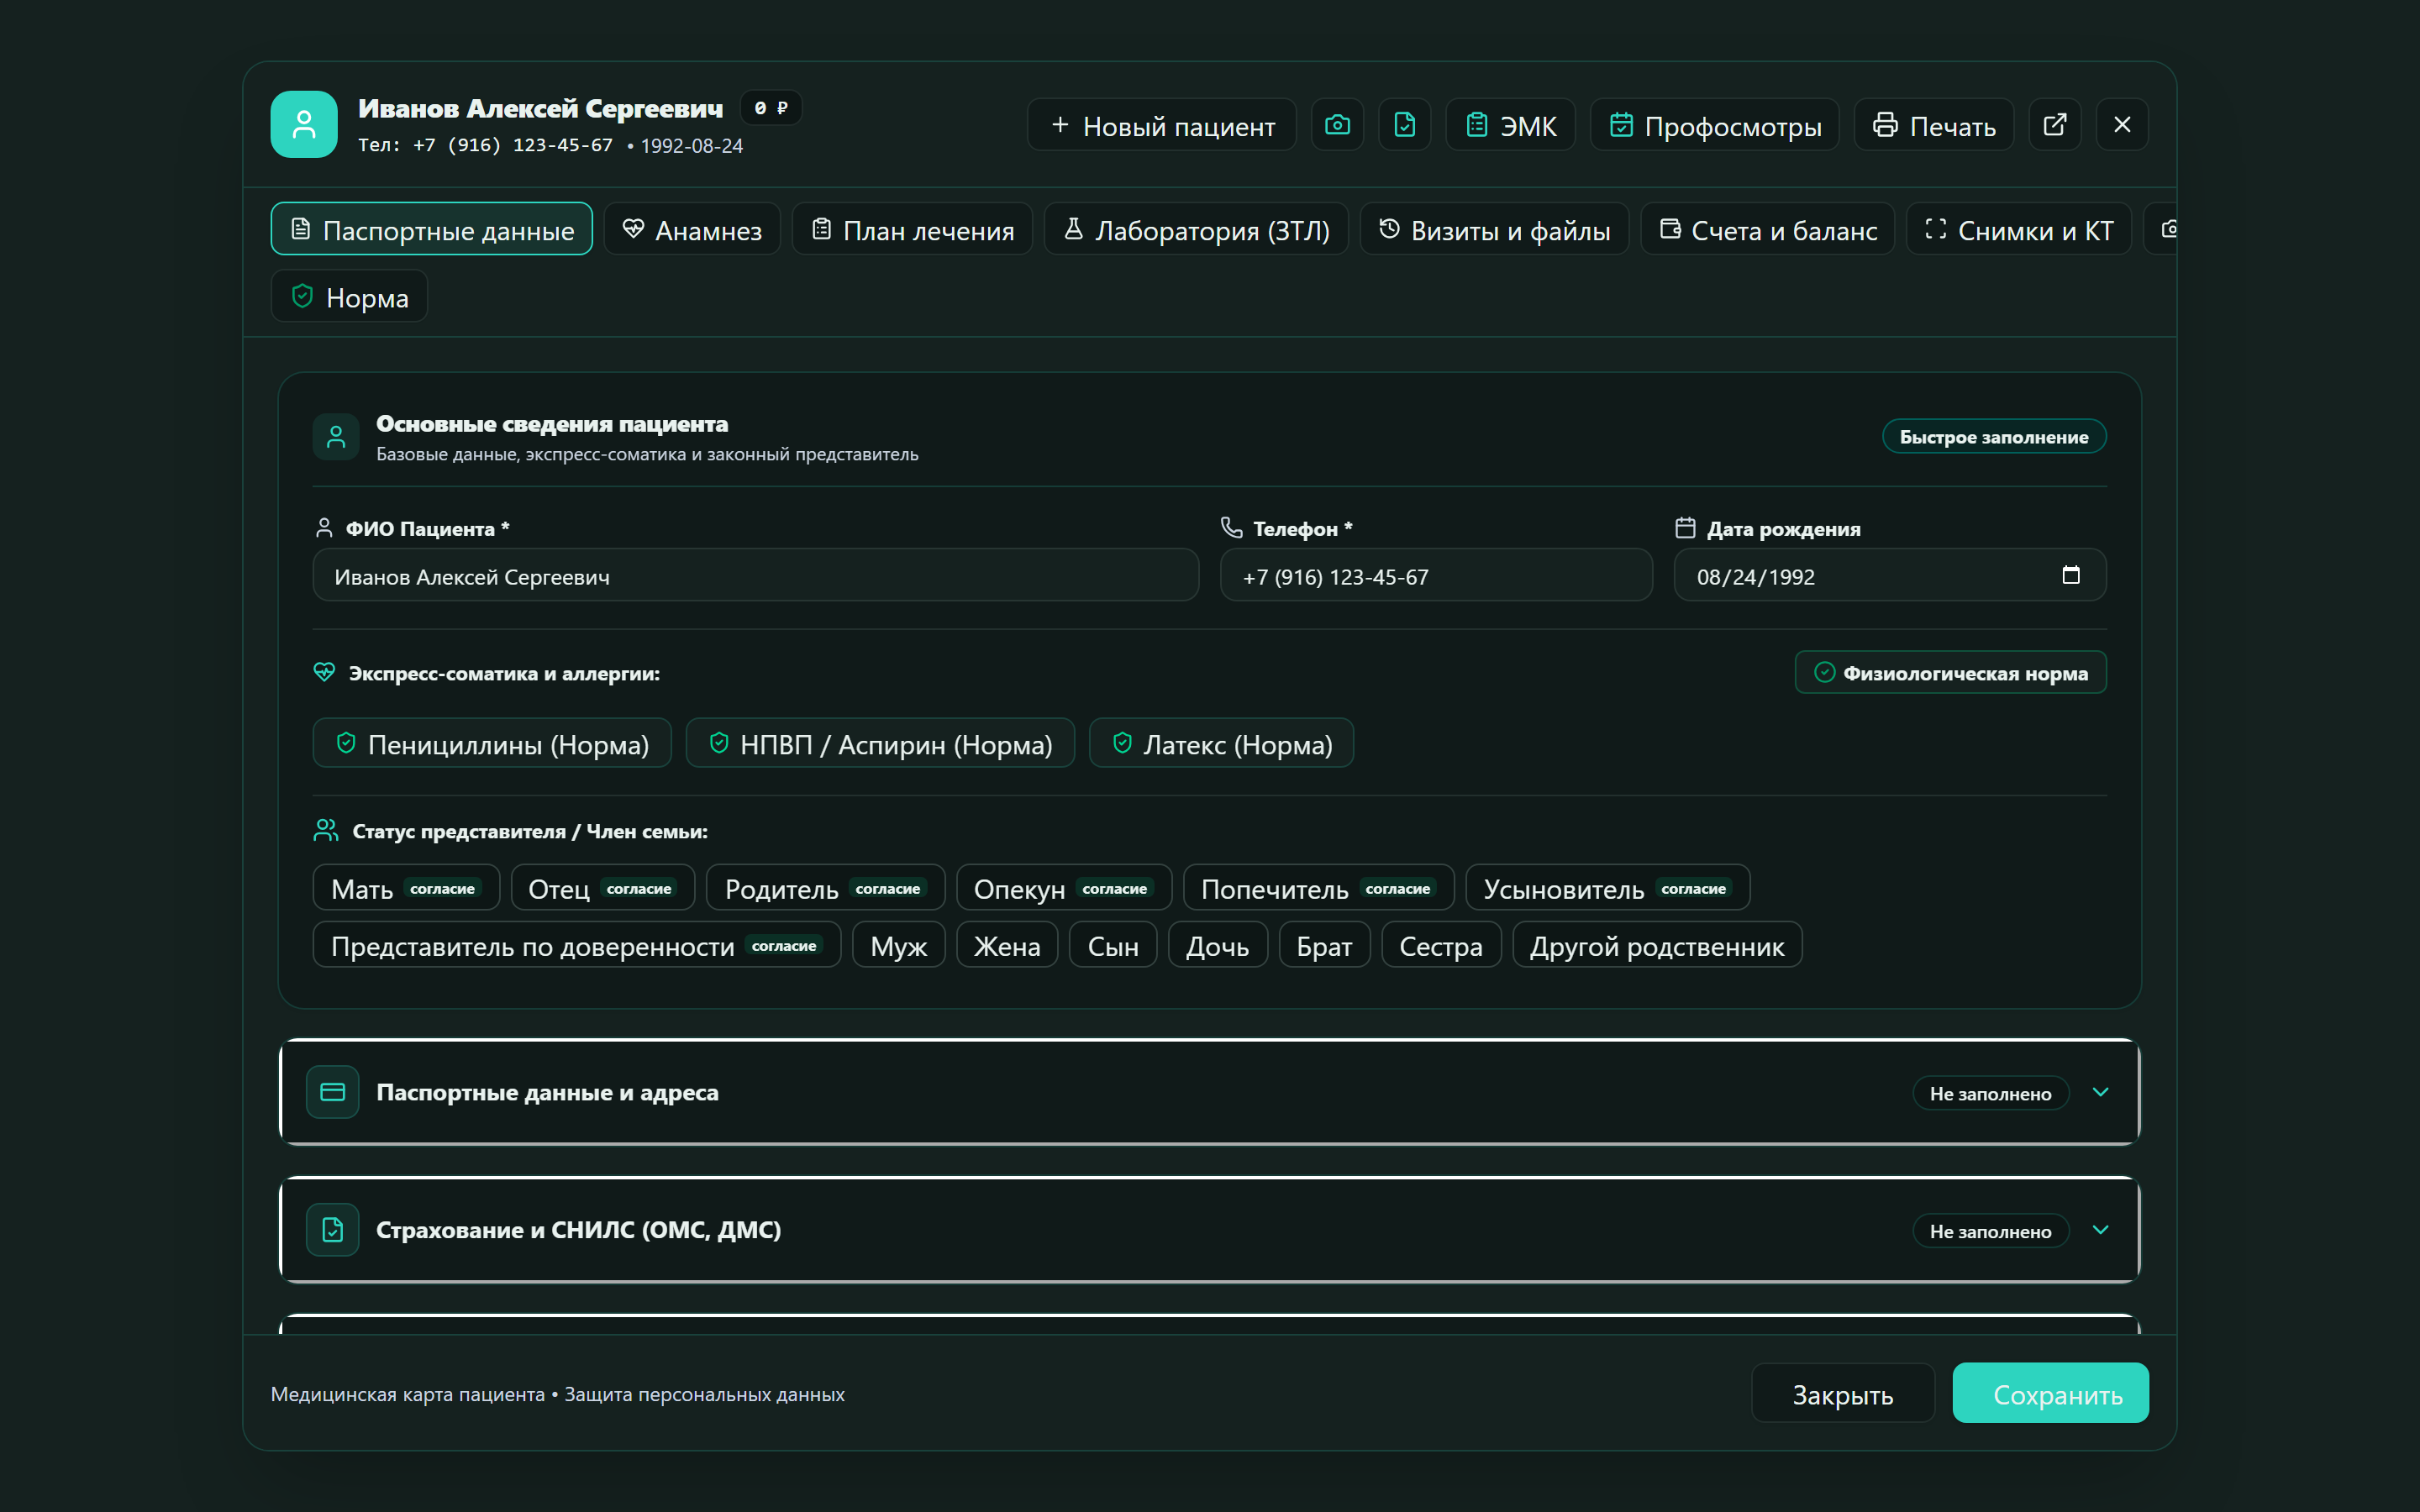 Иванов Алексей Сергеевич 0 ₽
Тел: +7 (916) 123-45-67 • 1992-08-24
Новый пациент ЭМК Профосмотры Печать
Паспортные данные Анамнез План лечения Лаборатория (ЗТЛ) Визиты и файлы Счета и баланс Снимки и КТ
Норма
Основные сведения пациента
Базовые данные, экспресс-соматика и законный представитель
Быстрое заполнение
ФИО Пациента * Телефон * Дата рождения
Иванов Алексей Сергеевич +7 (916) 123-45-67 08/24/1992
Экспресс-соматика и аллергии: Физиологическая норма
Пенициллины (Норма) НПВП / Аспирин (Норма) Латекс (Норма)
Статус представителя / Член семьи:
Мать согласие Отец согласие Родитель согласие Опекун согласие Попечитель согласие Усыновитель согласие
Представитель по доверенности согласие Муж Жена Сын Дочь Брат Сестра Другой родственник
Паспортные данные и адреса Не заполнено
Страхование и СНИЛС (ОМС, ДМС) Не заполнено
Медицинская карта пациента • Защита персональных данных Закрыть Сохранить